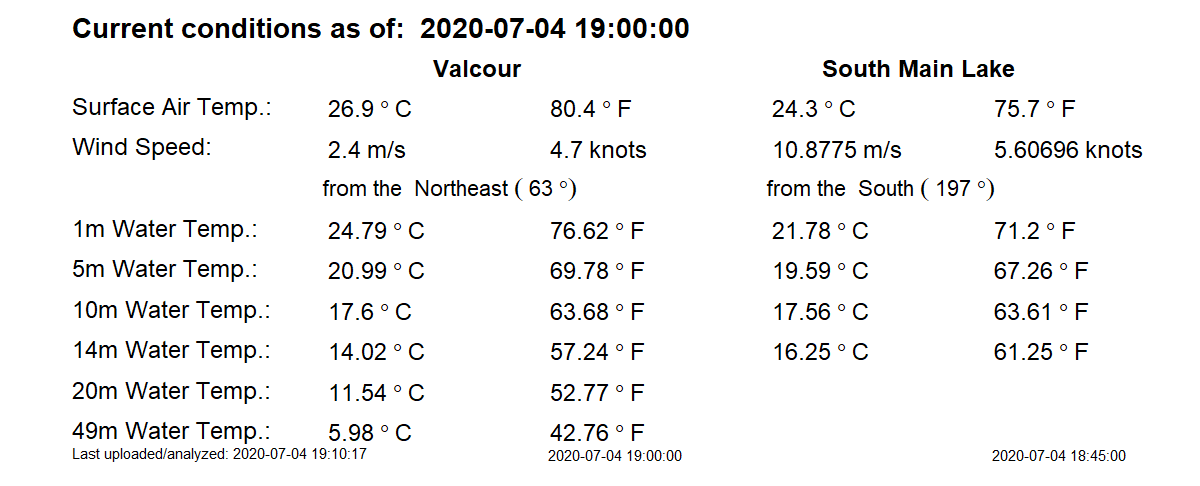 Current conditions as of: 2020-07-04 19:00:00
Valcour South Main Lake
Surface Air Temp.: 26.9 ° C 80.4 ° F 24.3 ° C 75.7 ° F
Wind Speed: 2.4 m/s 4.7 knots 10.8775 m/s 5.60696 knots
from the Northeast ( 63 °) from the South ( 197 °)
1m Water Temp.: 24.79 ° C 76.62 ° F 21.78 ° C 71.2 ° F
5m Water Temp.: 20.99 ° C 69.78 ° F 19.59 ° C 67.26 ° F
10m Water Temp.: 17.6 ° C 63.68 ° F 17.56 ° C 63.61 ° F
14m Water Temp.: 14.02 ° C 57.24 ° F 16.25 ° C 61.25 ° F
20m Water Temp.: 11.54 ° C 52.77 ° F
49m Water Temp.: 5.98 ° C 42.76 ° F
Last uploaded/analyzed: 2020-07-04 19:10:17 2020-07-04 19:00:00 2020-07-04 18:45:00